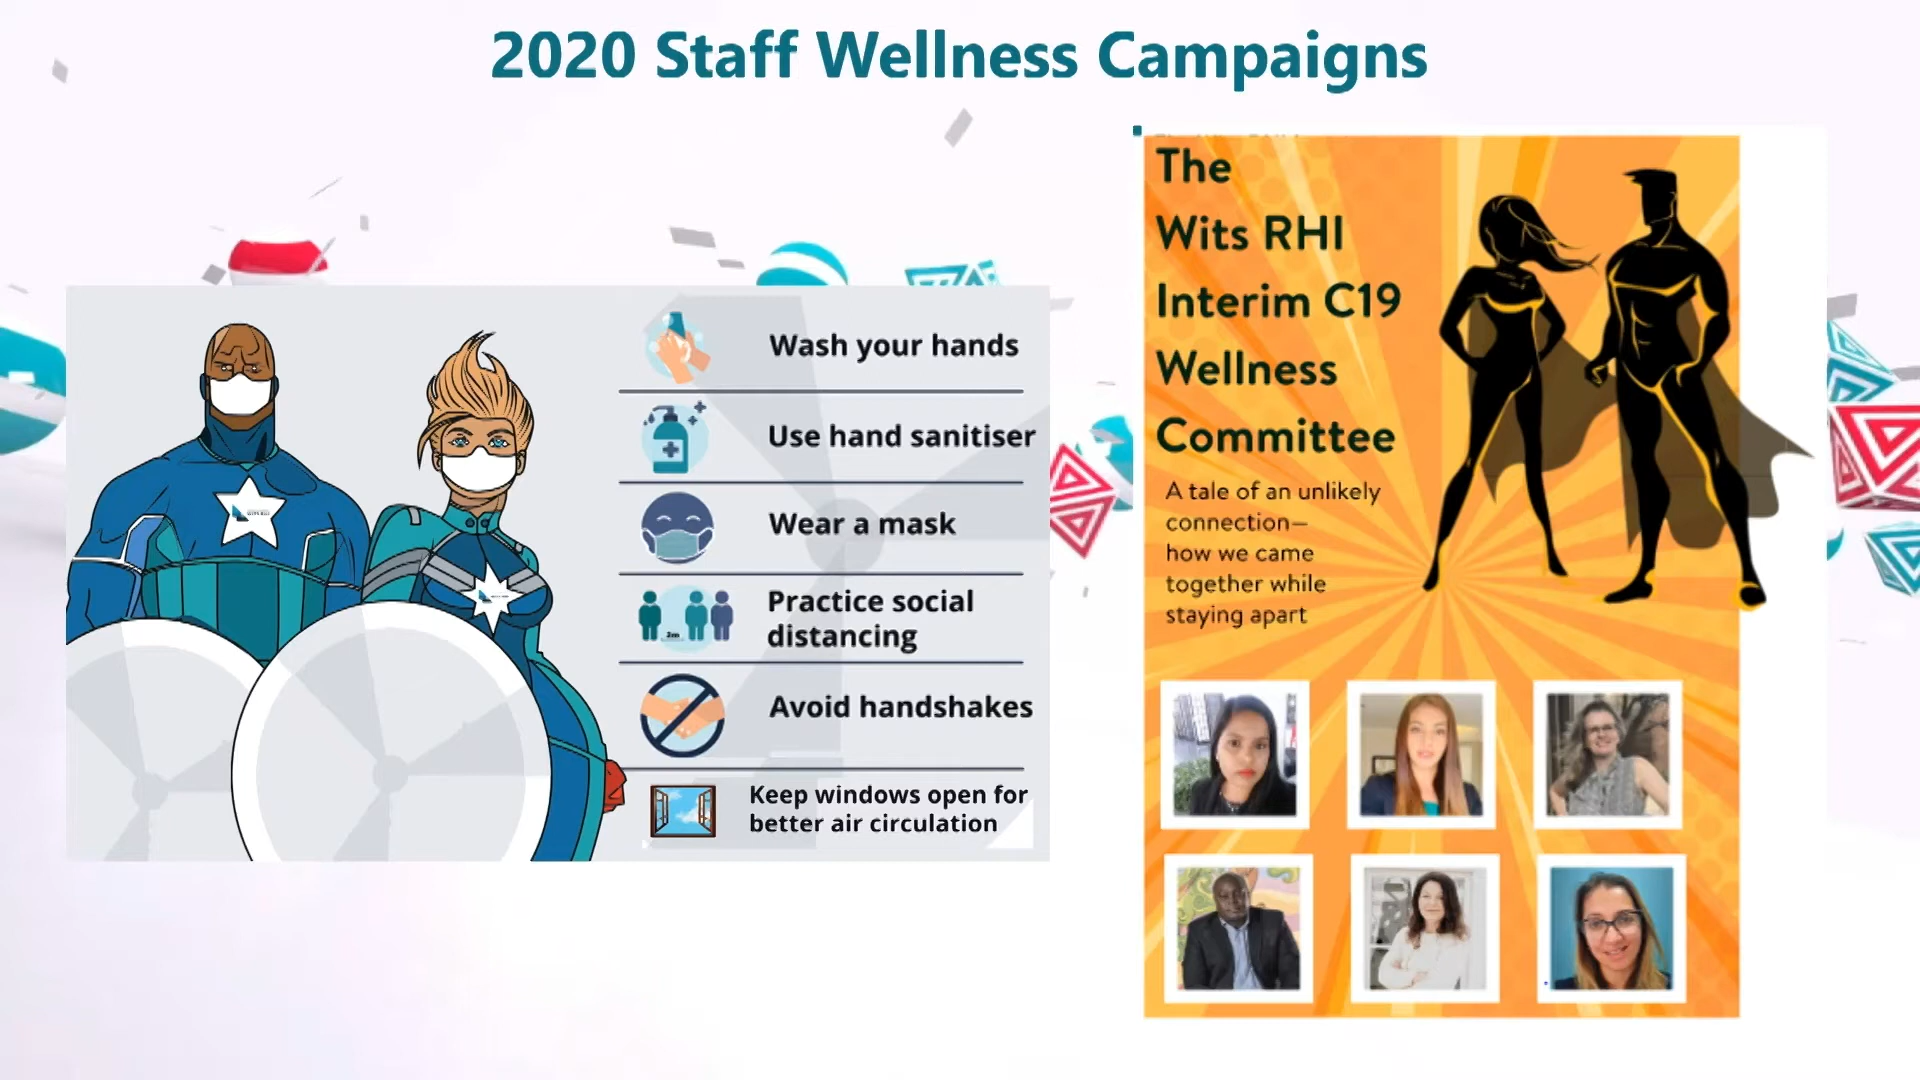 2020 Staff Wellness Campaigns
Wash your hands
Use hand sanitiser
Wear a mask
2m
Practice social
distancing
Avoid handshakes
Keep windows open for
better air circulation
The
Wits RHI
Interim C19
Wellness
Committee
A tale of an unlikely
connection—
how we came
together while
staying apart